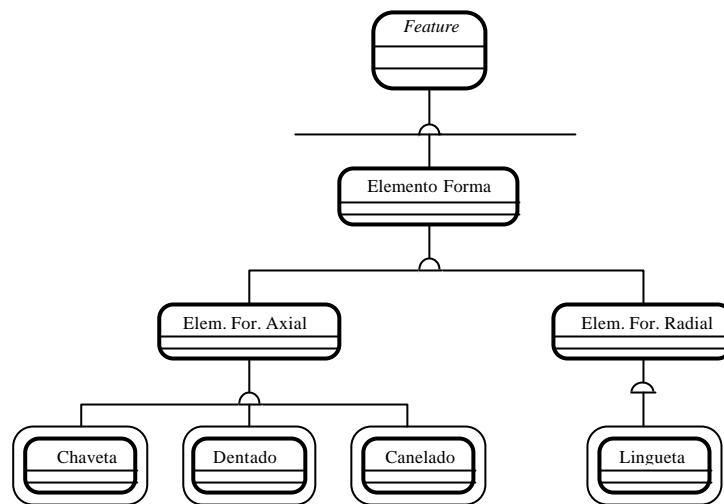 Feature
Elemento Forma
Elem. For. Axial
Elem. For. Radial
Chaveta
Dentado
Canelado
Lingueta